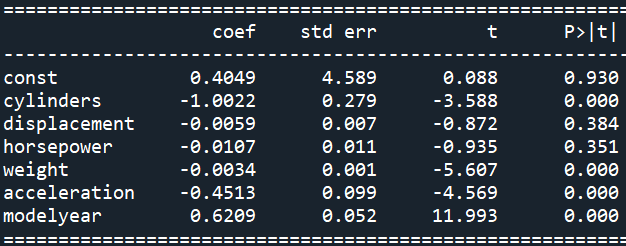 coef std err t P>|t|
const 0.4049 4.589 0.088 0.930
cylinders -1.0022 0.279 -3.588 0.000
displacement -0.0059 0.007 -0.872 0.384
horsepower -0.0107 0.011 -0.935 0.351
weight -0.0034 0.001 -5.607 0.000
acceleration -0.4513 0.099 -4.569 0.000
modelyear 0.6209 0.052 11.993 0.000